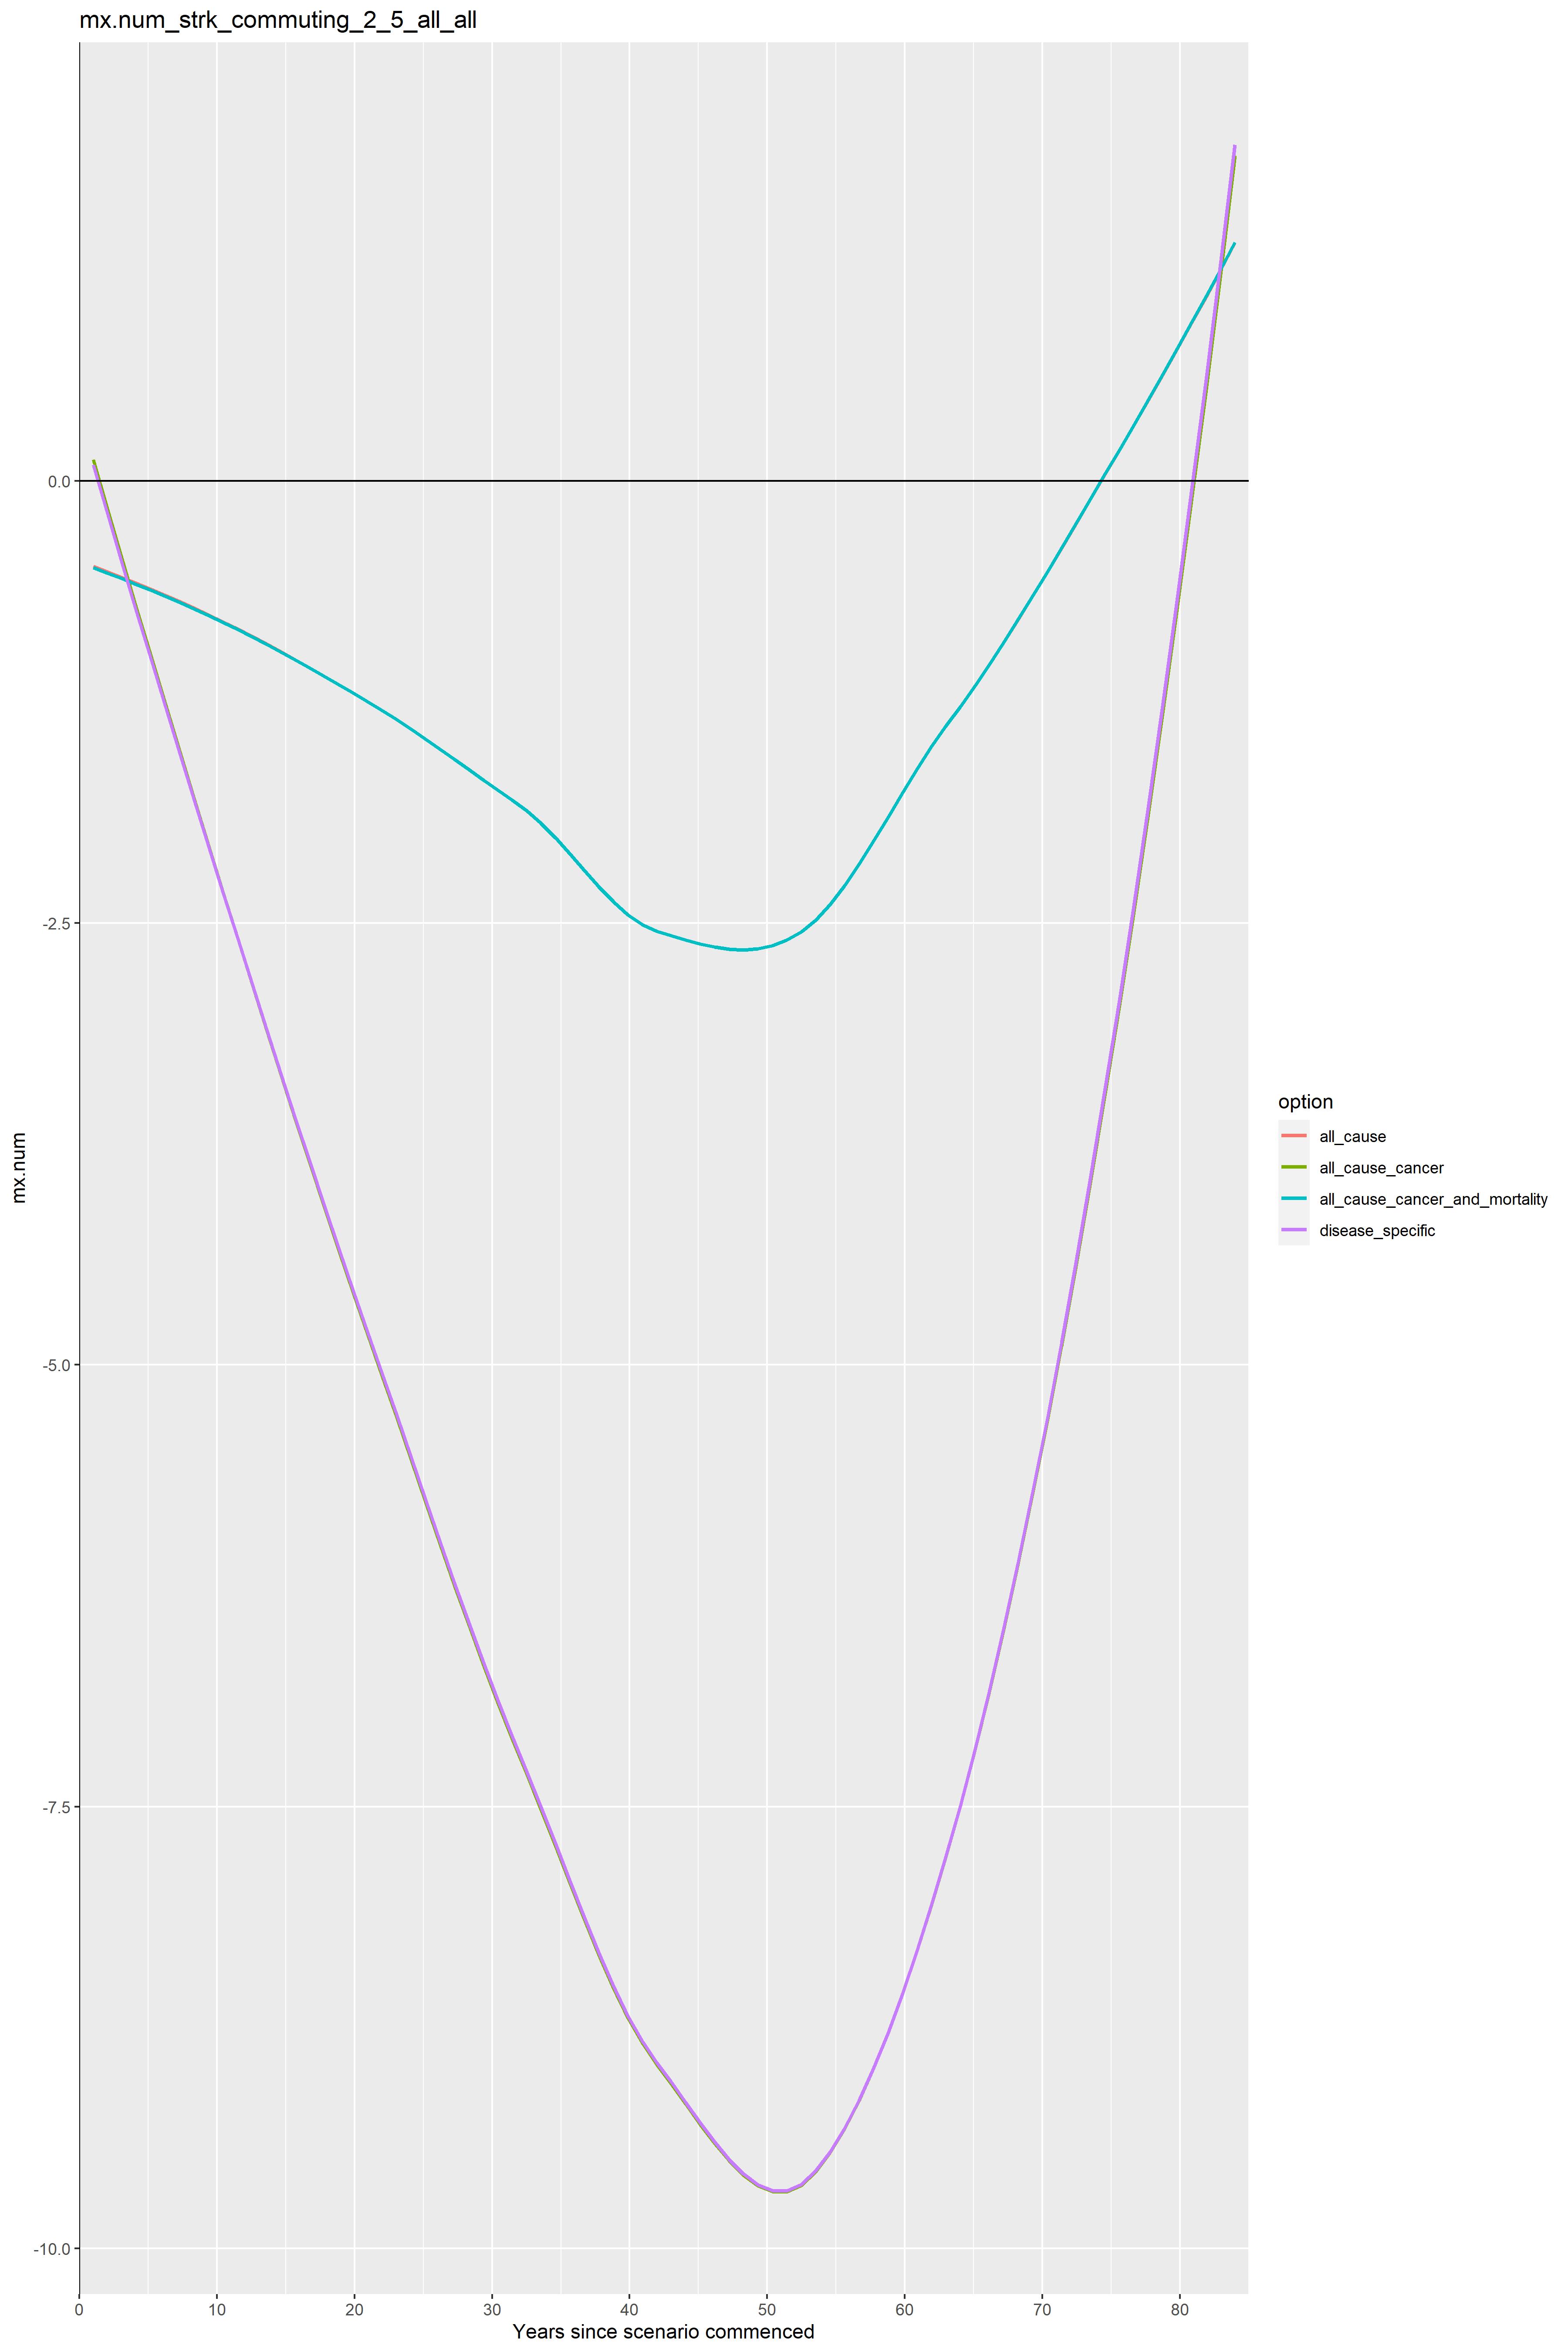 mx.num_strk_commuting_2_5_all_all
0.0
-2.5
-5.0
-7.5
-10.0
mx.num
0 10 20 30 40 50 60 70 80
Years since scenario commenced
option
all_cause
all_cause_cancer
all_cause_cancer_and_mortality
disease_specific